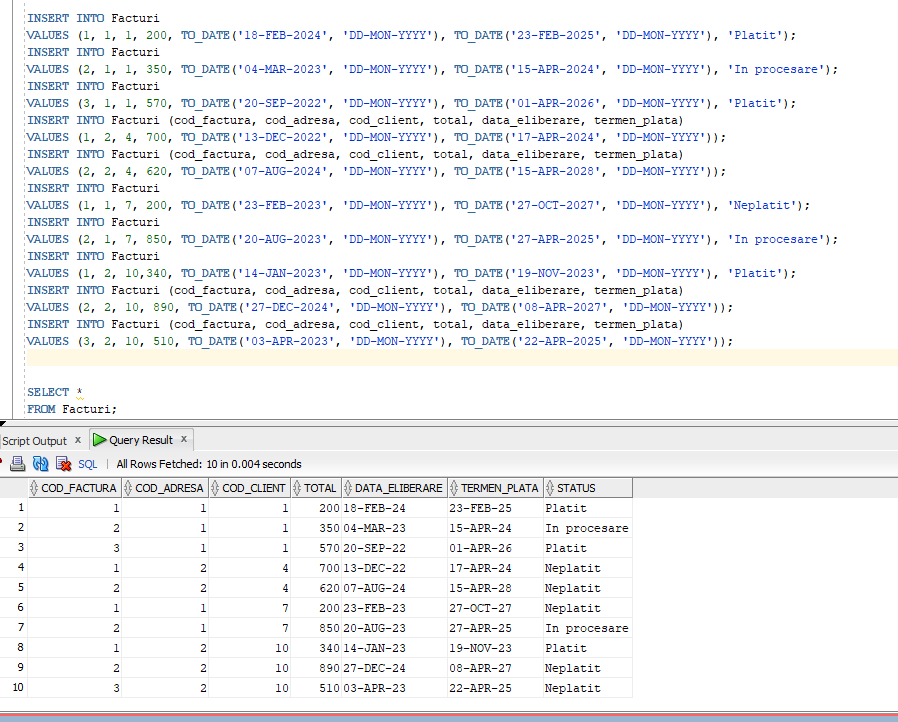 INSERT INTO Facturi
VALUES (1, 1, 1, 200, TO_DATE('18-FEB-2024', 'DD-MON-YYYY'), TO_DATE('23-FEB-2025', 'DD-MON-YYYY'), 'Platit');
INSERT INTO Facturi
VALUES (2, 1, 1, 350, TO_DATE('04-MAR-2023', 'DD-MON-YYYY'), TO_DATE('15-APR-2024', 'DD-MON-YYYY'), 'In procesare');
INSERT INTO Facturi
VALUES (3, 1, 1, 570, TO_DATE('20-SEP-2022', 'DD-MON-YYYY'), TO_DATE('01-APR-2026', 'DD-MON-YYYY'), 'Platit');
INSERT INTO Facturi (cod_factura, cod_adresa, cod_client, total, data_eliberare, termen_plata)
VALUES (1, 2, 4, 700, TO_DATE('13-DEC-2022', 'DD-MON-YYYY'), TO_DATE('17-APR-2024', 'DD-MON-YYYY'));
INSERT INTO Facturi (cod_factura, cod_adresa, cod_client, total, data_eliberare, termen_plata)
VALUES (2, 2, 4, 620, TO_DATE('07-AUG-2024', 'DD-MON-YYYY'), TO_DATE('15-APR-2028', 'DD-MON-YYYY'));
INSERT INTO Facturi
VALUES (1, 1, 7, 200, TO_DATE('23-FEB-2023', 'DD-MON-YYYY'), TO_DATE('27-OCT-2027', 'DD-MON-YYYY'), 'Neplatit');
INSERT INTO Facturi
VALUES (2, 1, 7, 850, TO_DATE('20-AUG-2023', 'DD-MON-YYYY'), TO_DATE('27-APR-2025', 'DD-MON-YYYY'), 'In procesare');
INSERT INTO Facturi
VALUES (1, 2, 10,340, TO_DATE('14-JAN-2023', 'DD-MON-YYYY'), TO_DATE('19-NOV-2023', 'DD-MON-YYYY'), 'Platit');
INSERT INTO Facturi (cod_factura, cod_adresa, cod_client, total, data_eliberare, termen_plata)
VALUES (2, 2, 10, 890, TO_DATE('27-DEC-2024', 'DD-MON-YYYY'), TO_DATE('08-APR-2027', 'DD-MON-YYYY'));
INSERT INTO Facturi (cod_factura, cod_adresa, cod_client, total, data_eliberare, termen_plata)
VALUES (3, 2, 10, 510, TO_DATE('03-APR-2023', 'DD-MON-YYYY'), TO_DATE('22-APR-2025', 'DD-MON-YYYY'));
SELECT *
FROM Facturi;
Script Output x Query Result x
SQL | All Rows Fetched: 10 in 0.004 seconds
COD_FACTURA COD_ADRESA COD_CLIENT TOTAL DATA_ELIBERARE TERMEN_PLATA STATUS
1 1 1 1 200 18-FEB-24 23-FEB-25 Platit
2 2 1 1 350 04-MAR-23 15-APR-24 In procesare
3 3 1 1 570 20-SEP-22 01-APR-26 Platit
4 1 2 4 700 13-DEC-22 17-APR-24 Neplatit
5 2 2 4 620 07-AUG-24 15-APR-28 Neplatit
6 1 1 7 200 23-FEB-23 27-OCT-27 Neplatit
7 2 1 7 850 20-AUG-23 27-APR-25 In procesare
8 1 2 10 340 14-JAN-23 19-NOV-23 Platit
9 2 2 10 890 27-DEC-24 08-APR-27 Neplatit
10 3 2 10 510 03-APR-23 22-APR-25 Neplatit